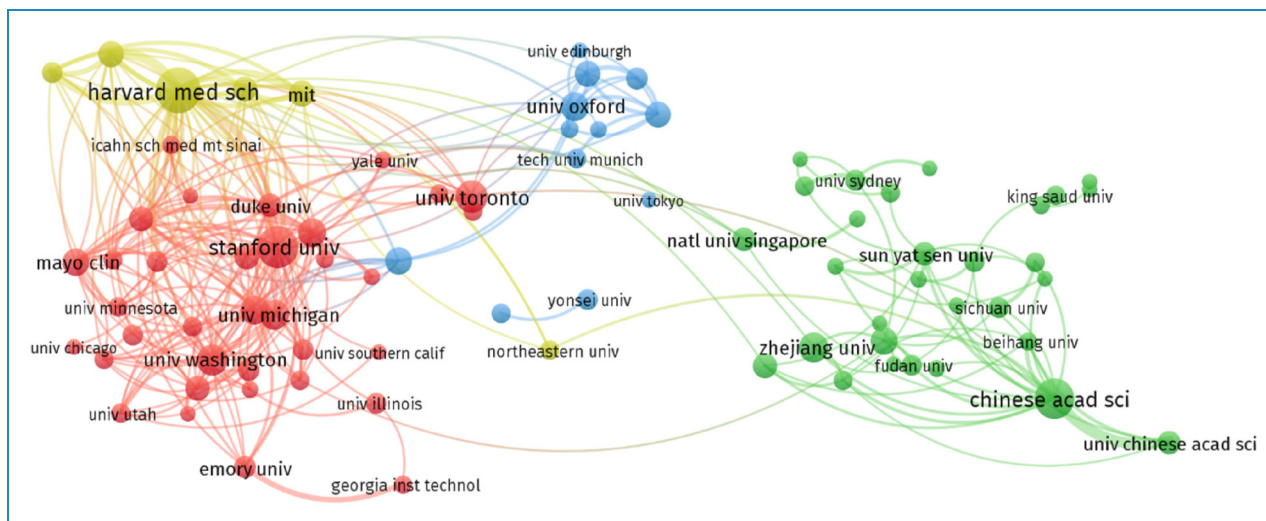 univ edinburgh
harvard med sch
mit
univ oxford
icahn sch med mt sinai
yale univ
tech univ munich
univ sydney
king saud univ
univ toronto
univ tokyo
duke univ
stanford univ
natl univ singapore
sun yat sen univ
mayo clin
univ minnesota
univ michigan
yonsei univ
sichuan univ
univ chicago
univ washington
univ southern calif
northeastern univ
zhejiang univ
fudan univ
beihang univ
univ utah
univ illinois
chinese acad sci
univ chinese acad sci
emory univ
georgia inst technol